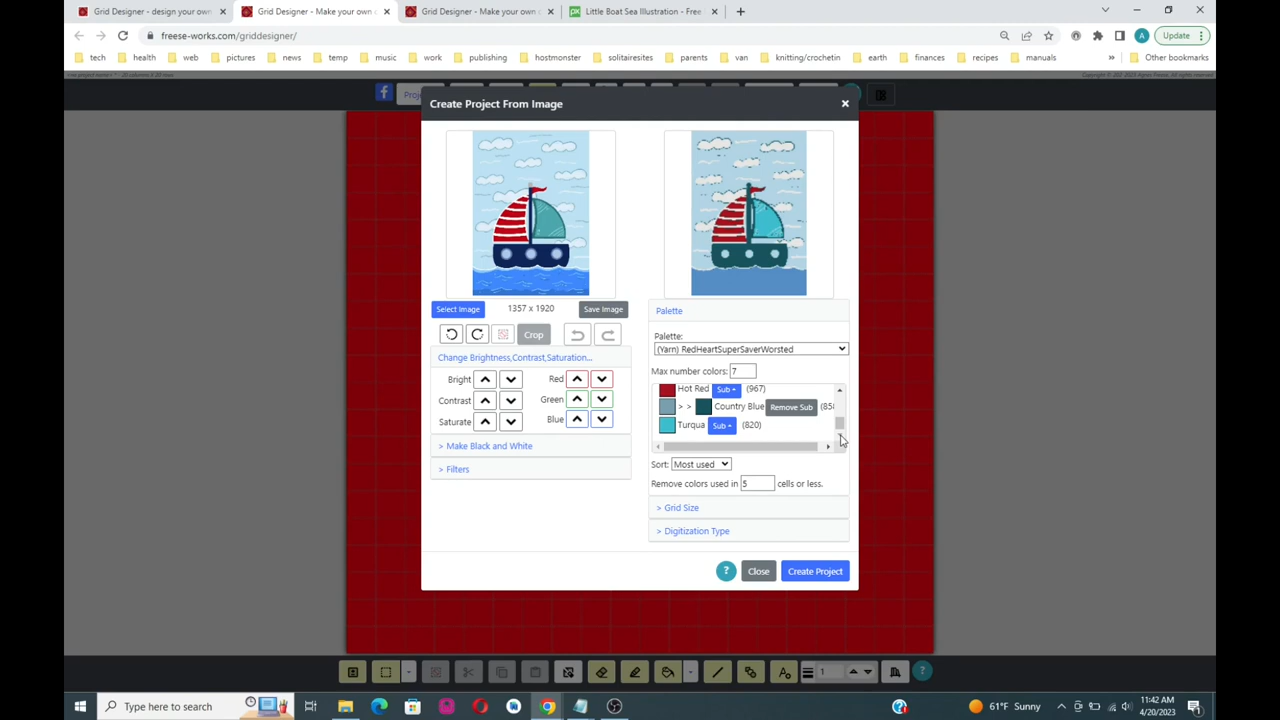 Grid Designer - design your own
Grid Designer - Make your own c
Grid Designer - Make your own c
Little Boat Sea Illustration - Free
freese-works.com/griddesigner/
Update
tech
health
web
pictures
news
temp
music
work
publishing
hostmonster
solitairesites
parents
van
knitting/crochetin
earth
finances
recipes
manuals
Other bookmarks
Create Project From Image
Select Image
1357 x 1920
Save Image
Crop
Change Brightness,Contrast,Saturation...
Bright
Red
Contrast
Green
Saturate
Blue
> Make Black and White
> Filters
Palette
Palette:
(Yarn) RedHeartSuperSaverWorsted
Max number colors: 7
Hot Red Sub (967)
> > Country Blue Remove Sub (858
Turqua Sub (820)
Sort: Most used
Remove colors used in 5 cells or less.
> Grid Size
> Digitization Type
? Close Create Project
1
?
Type here to search
61°F Sunny
11:42 AM
4/20/2023